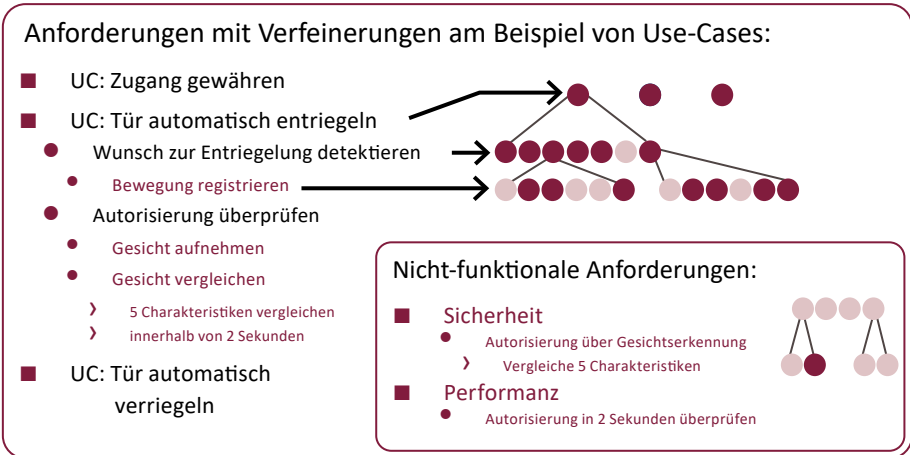 Anforderungen mit Verfeinerungen am Beispiel von Use-Cases:
UC: Zugang gewähren
UC: Tür automatisch entriegeln
Wunsch zur Entriegelung detektieren
Bewegung registrieren
Autorisierung überprüfen
Gesicht aufnehmen
Gesicht vergleichen
5 Charakteristiken vergleichen
innerhalb von 2 Sekunden
UC: Tür automatisch
verriegeln
Nicht-funktionale Anforderungen:
Sicherheit
Autorisierung über Gesichtserkennung
Vergleiche 5 Charakteristiken
Performanz
Autorisierung in 2 Sekunden überprüfen